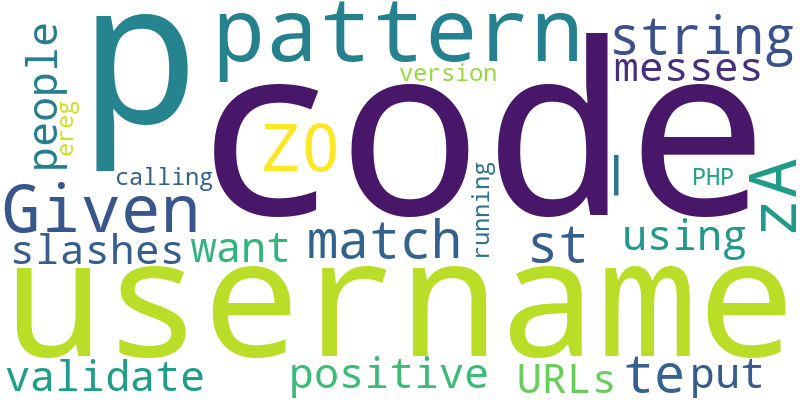 p
pattern
string
people
ereg
version
messes
code
Z0
calling
l
PHP
zA
Given
slashes
want
match
running
st
using
username
validate
positive
URLs
te
put